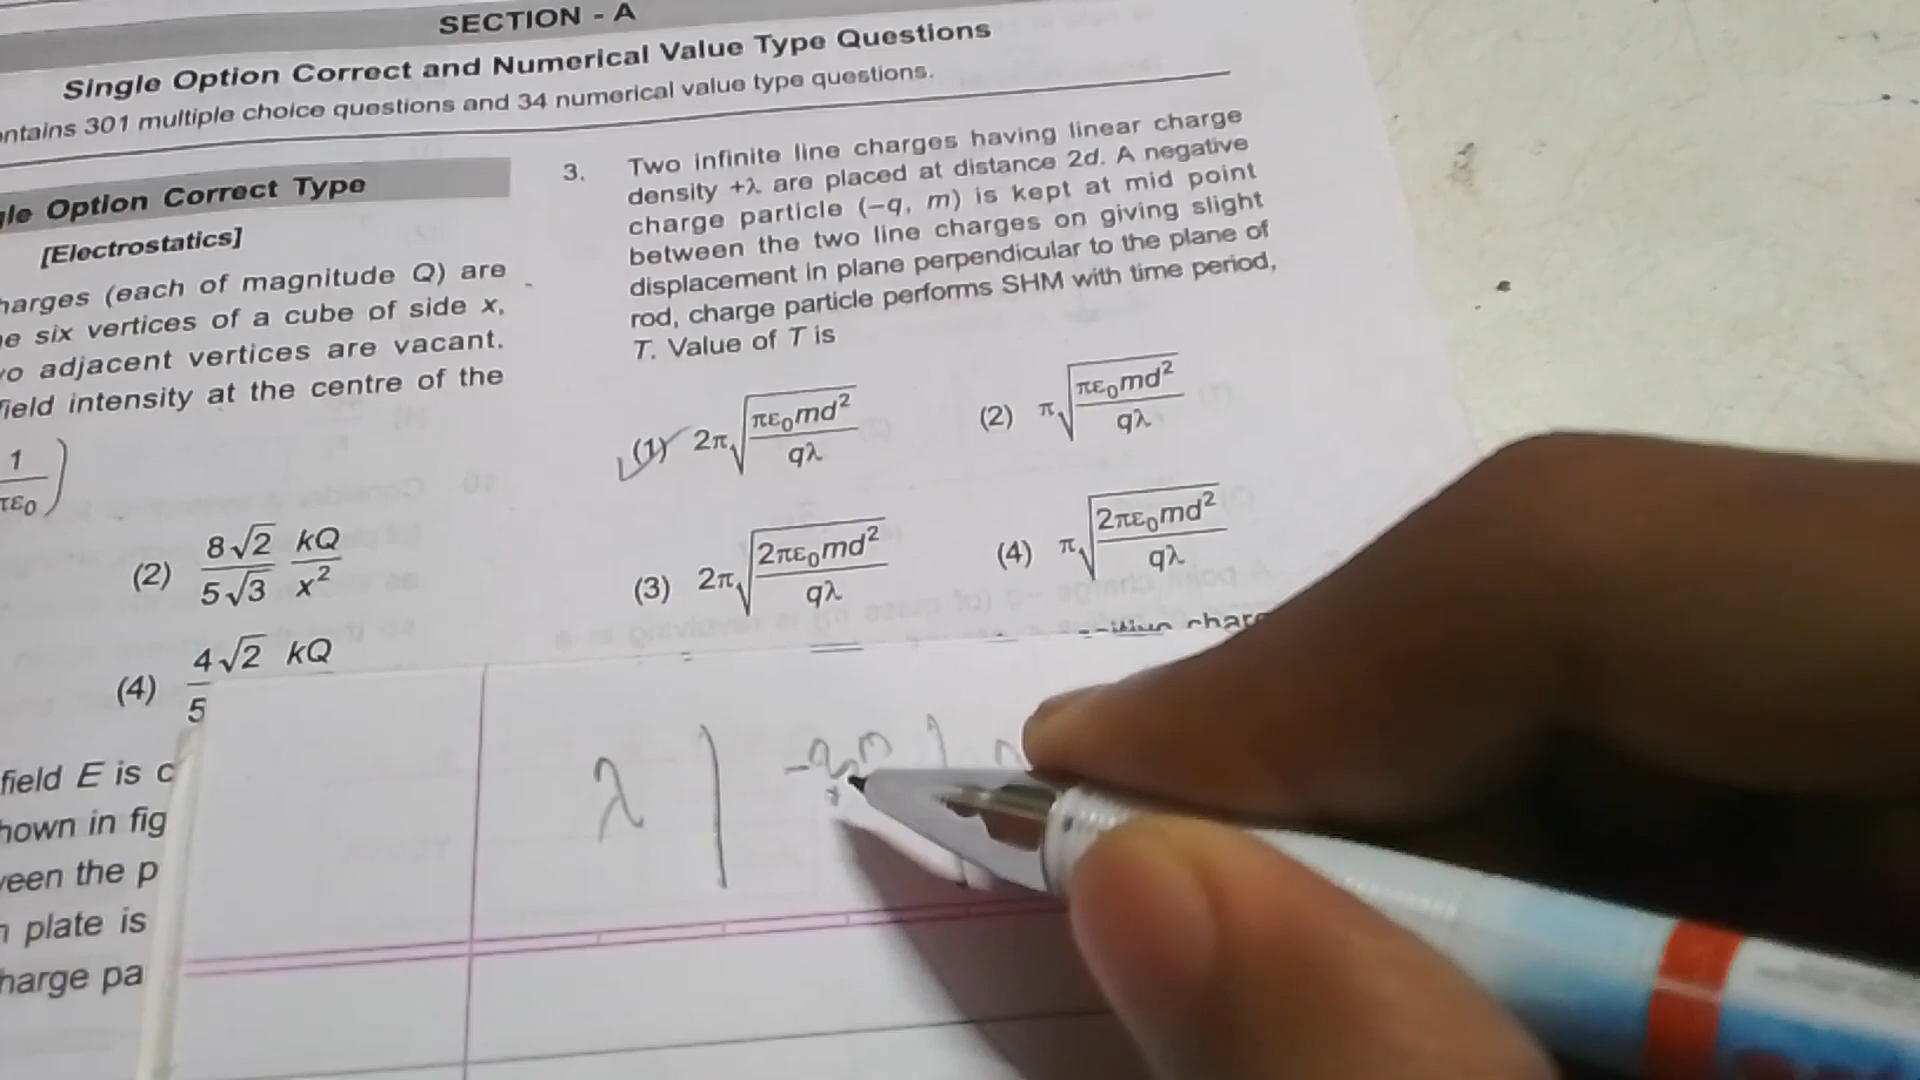 SECTION - A
Single Option Correct and Numerical Value Type Questions
ntains 301 multiple choice questions and 34 numerical value type questions.
le Option Correct Type
[Electrostatics]
harges (each of magnitude Q) are
e six vertices of a cube of side x,
o adjacent vertices are vacant.
ield intensity at the centre of the
1
πε₀)
(2) 8√2/5√3 kQ/x²
(4) 4√2 kQ
5
field E is c
hown in fig
veen the p
plate is
harge pa
3. Two infinite line charges having linear charge
density +λ are placed at distance 2d. A negative
charge particle (–q, m) is kept at mid point
between the two line charges on giving slight
displacement in plane perpendicular to the plane of
rod, charge particle performs SHM with time period,
T. Value of T is
(1) 2π√(πε₀md²/qλ)
(2) π√(πε₀md²/qλ)
(3) 2π√(2πε₀md²/qλ)
(4) π√(2πε₀md²/qλ)
λ | -q, m |